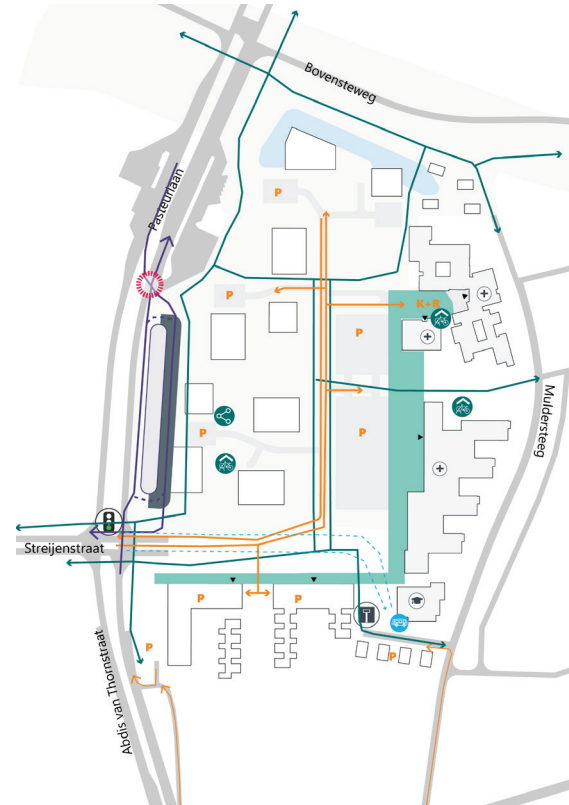 Bovensteweg
Pasteurlaan
P
P
K+R
P
Muldersteeg
P
P
Streijenstraat
P
P
P
P
Abdis van Thornstraat